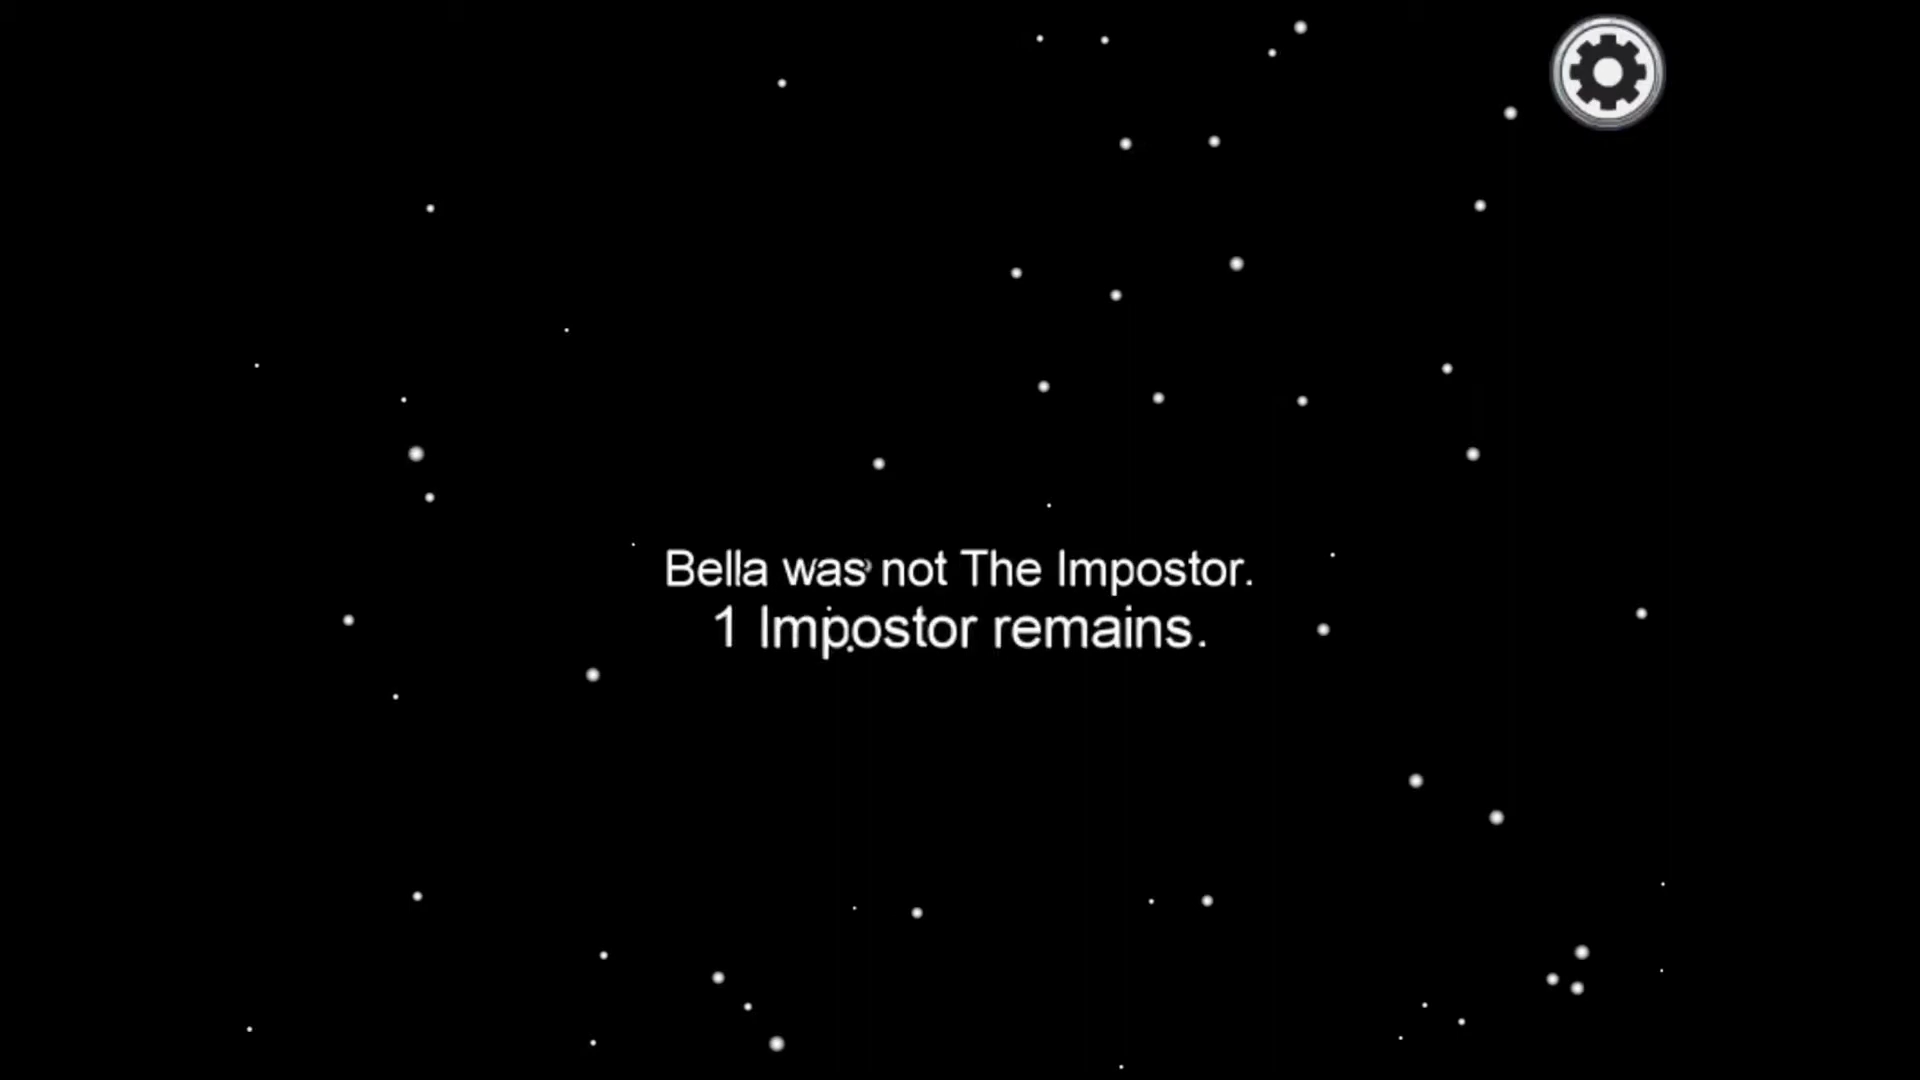 Bella was not The Impostor.
1 Impostor remains.